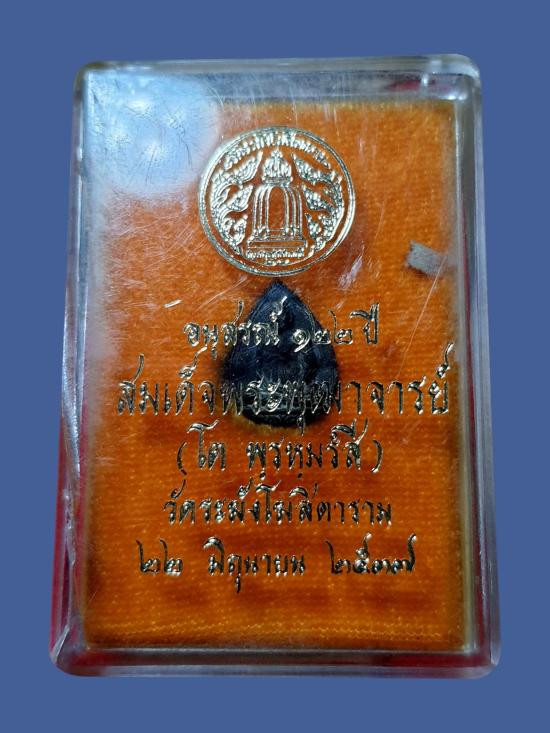 อนุสรณ์ ๑๒๒ ปี
สมเด็จพระพุฒาจารย์
(โต พฺรหฺมรํสี)
วัดระฆังโฆสิตาราม
๒๒ มิถุนายน ๒๕๓๗